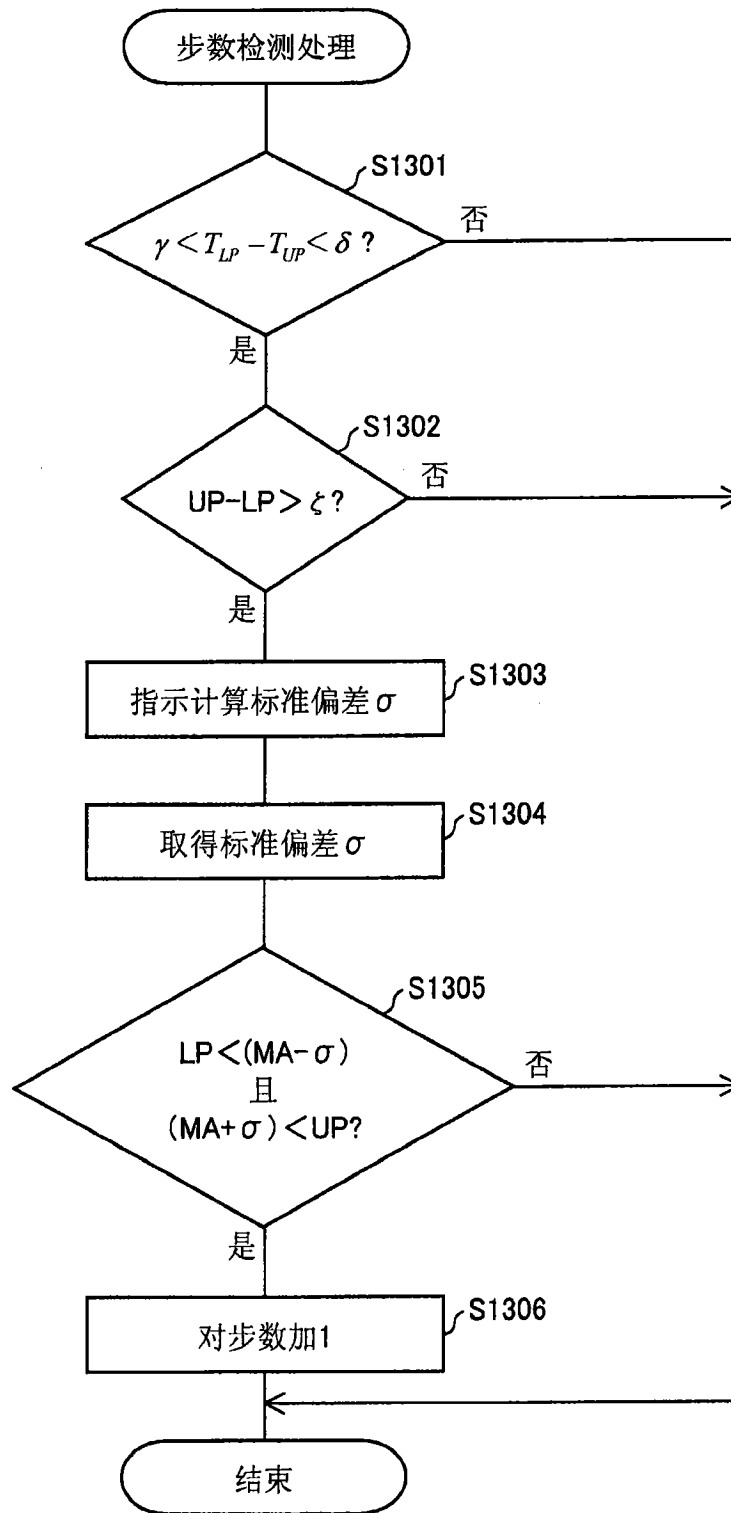 步数检测处理
S1301
γ＜T_LP－T_UP＜δ？
否
是
S1302
UP-LP＞ζ？
否
是
S1303
指示计算标准偏差σ
S1304
取得标准偏差σ
S1305
LP＜(MA-σ)
且
(MA+σ)＜UP?
否
是
S1306
对步数加1
结束